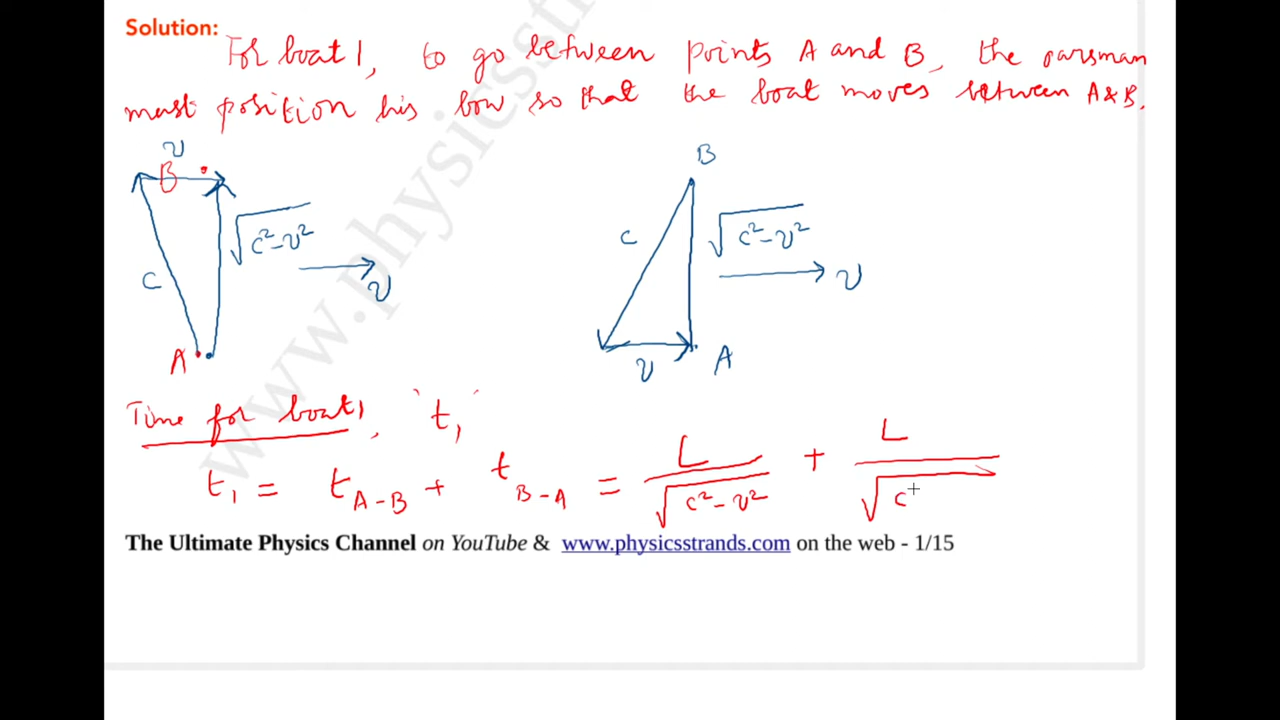 Solution:
For boat 1, to go between points A and B, the oarsman
must position his bow so that the boat moves between A & B.
v
B
√c²-v²
c
v
A
B
c
√c²-v²
v
v
A
Time for boat 1, 't₁'
t₁ = t A-B + t B-A = L/√c²-v² + L/√c
The Ultimate Physics Channel on YouTube & www.physicsstrands.com on the web - 1/15
www.physicsstra